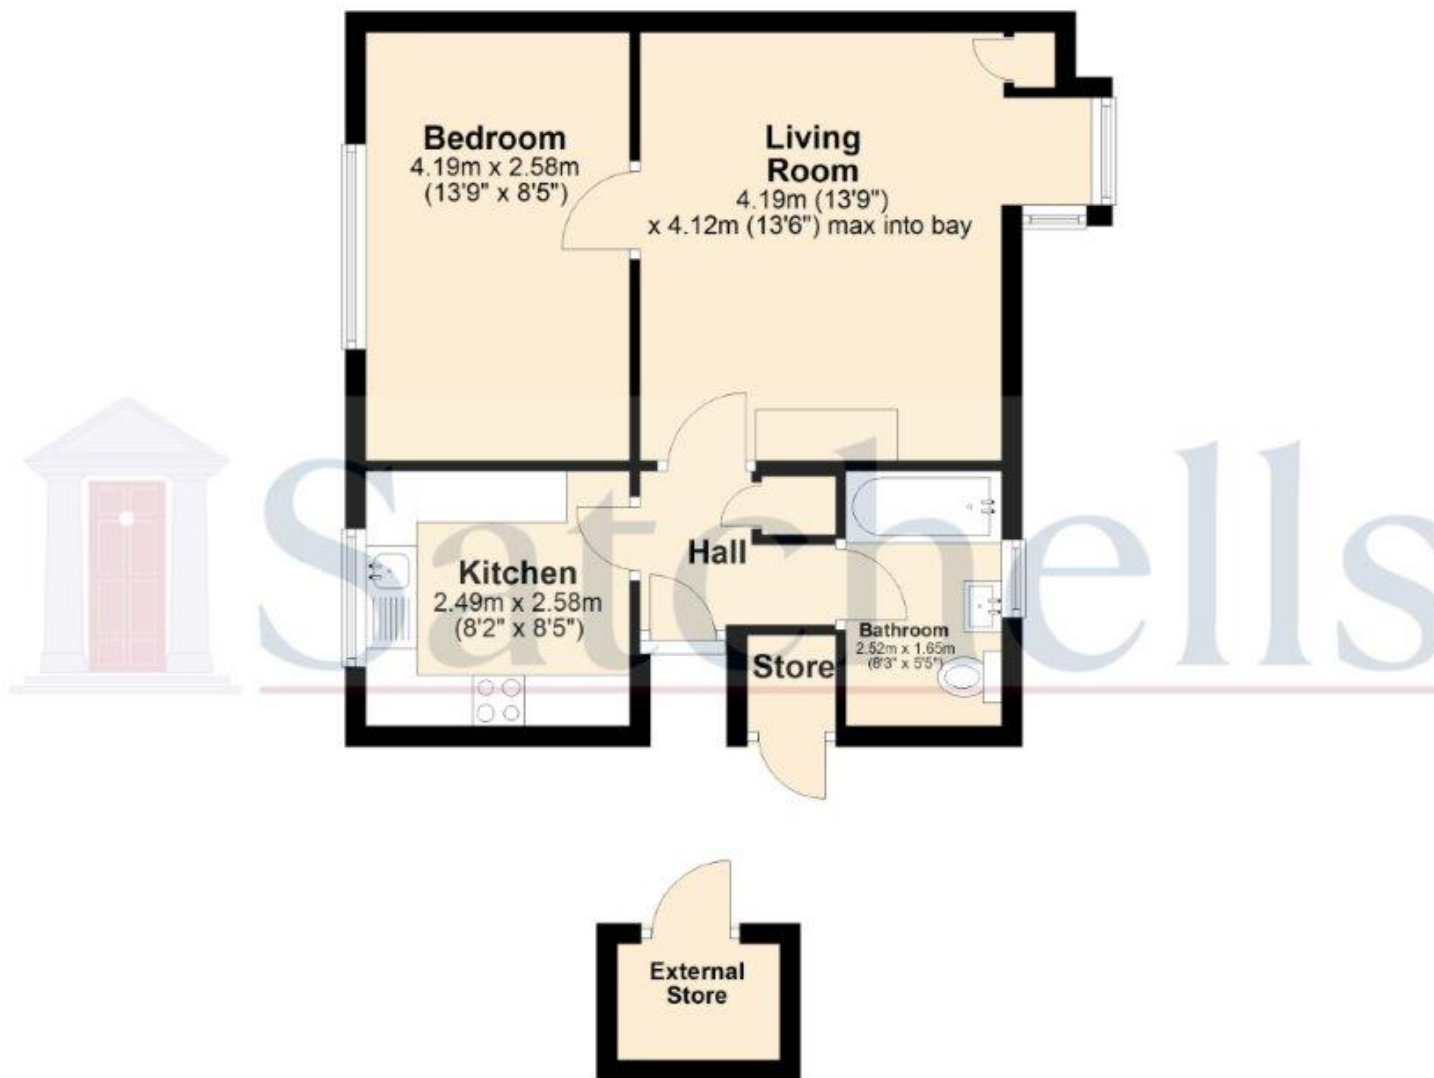 Bedroom
4.19m x 2.58m
(13'9" x 8'5")
Living
Room
4.19m (13'9")
x 4.12m (13'6") max into bay
Satchells
Kitchen
2.49m x 2.58m
(8'2" x 8'5")
Hall
Bathroom
2.52m x 1.65m
(8'3" x 5'5")
Store
External
Store